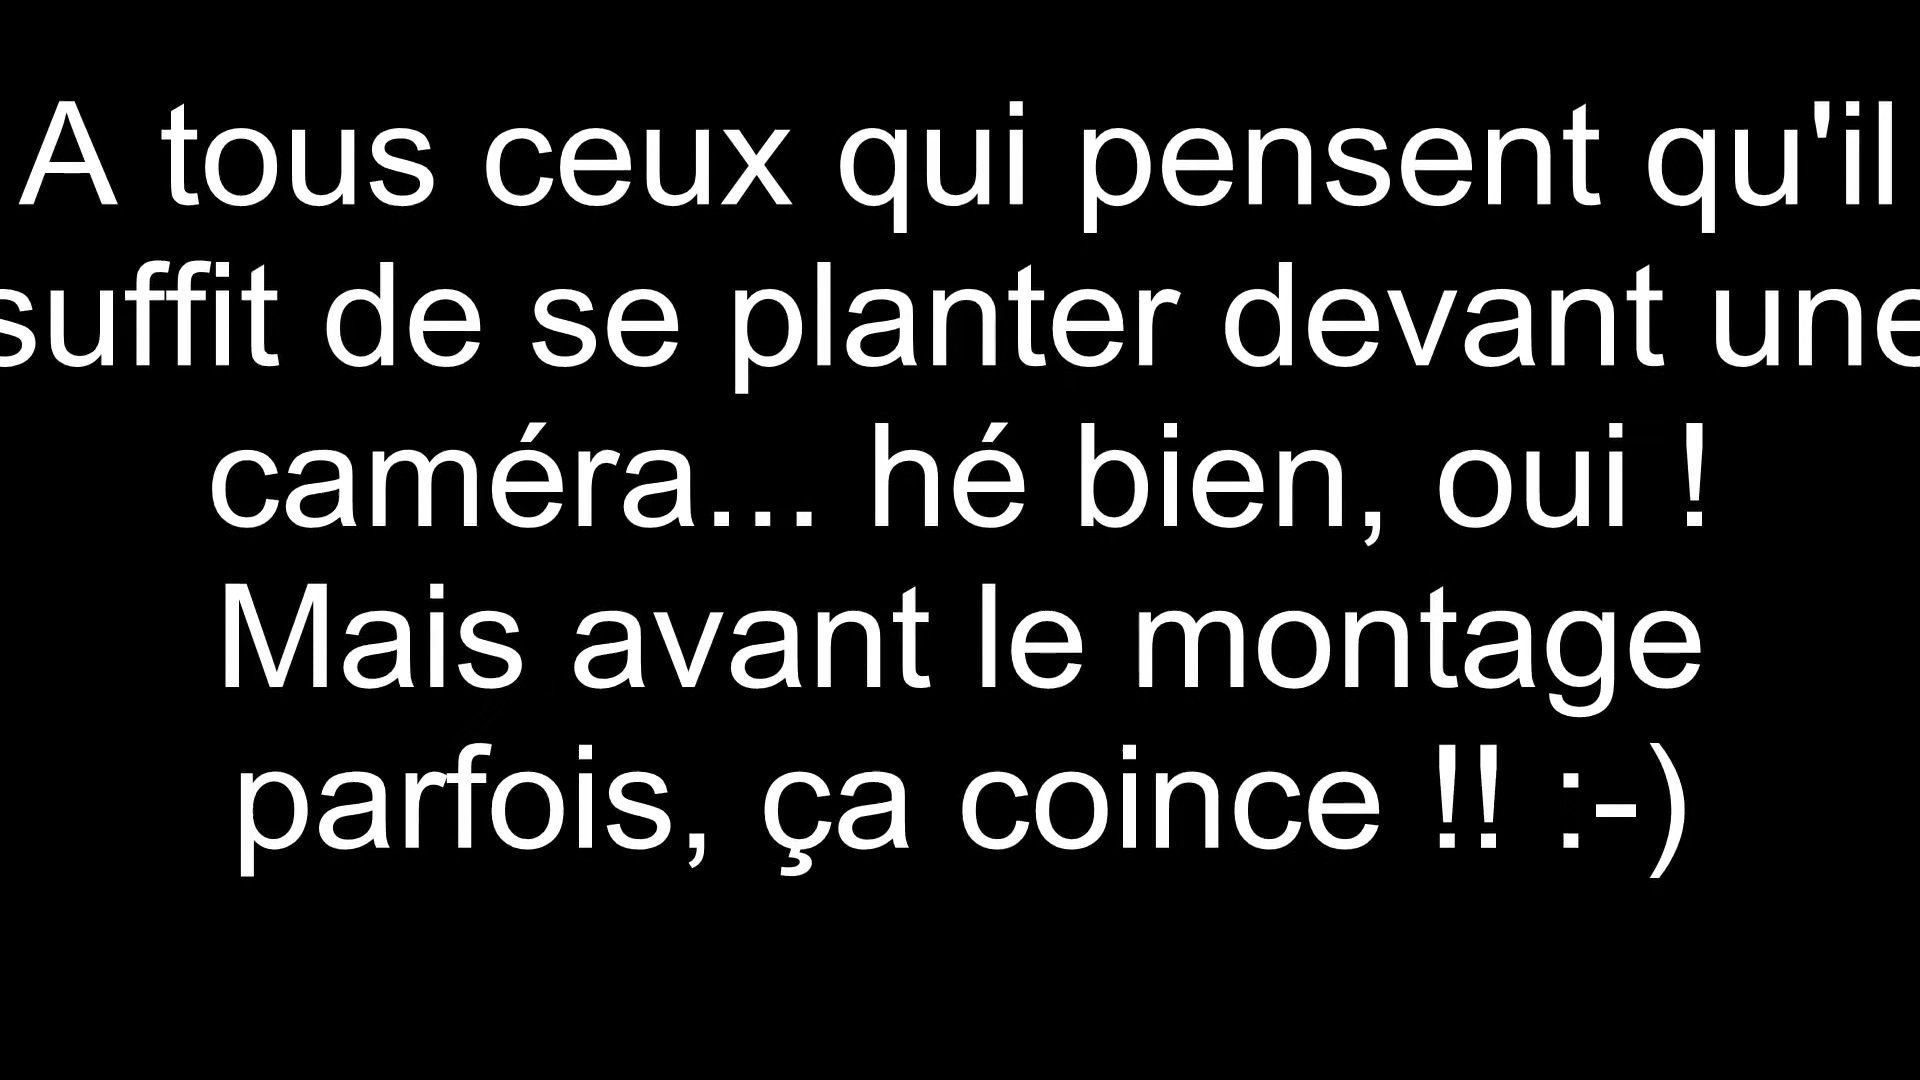 A tous ceux qui pensent qu'il
suffit de se planter devant une
caméra... hé bien, oui !
Mais avant le montage
parfois, ça coince !! :-)